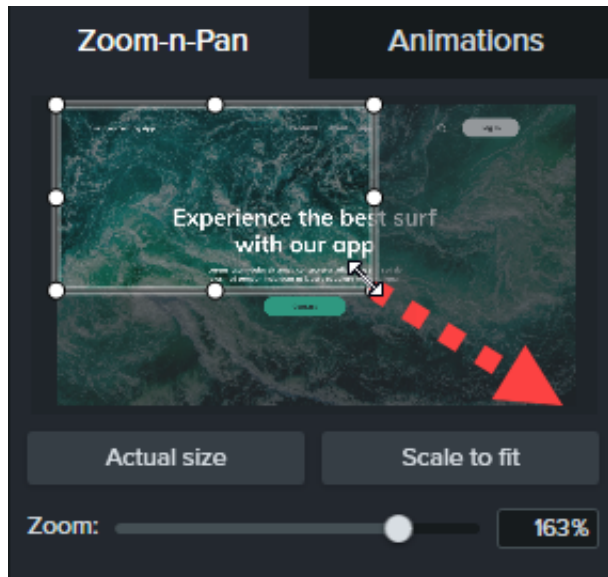 Zoom-n-Pan
Animations
Experience the best surf
with our app
Actual size
Scale to fit
Zoom:
163%